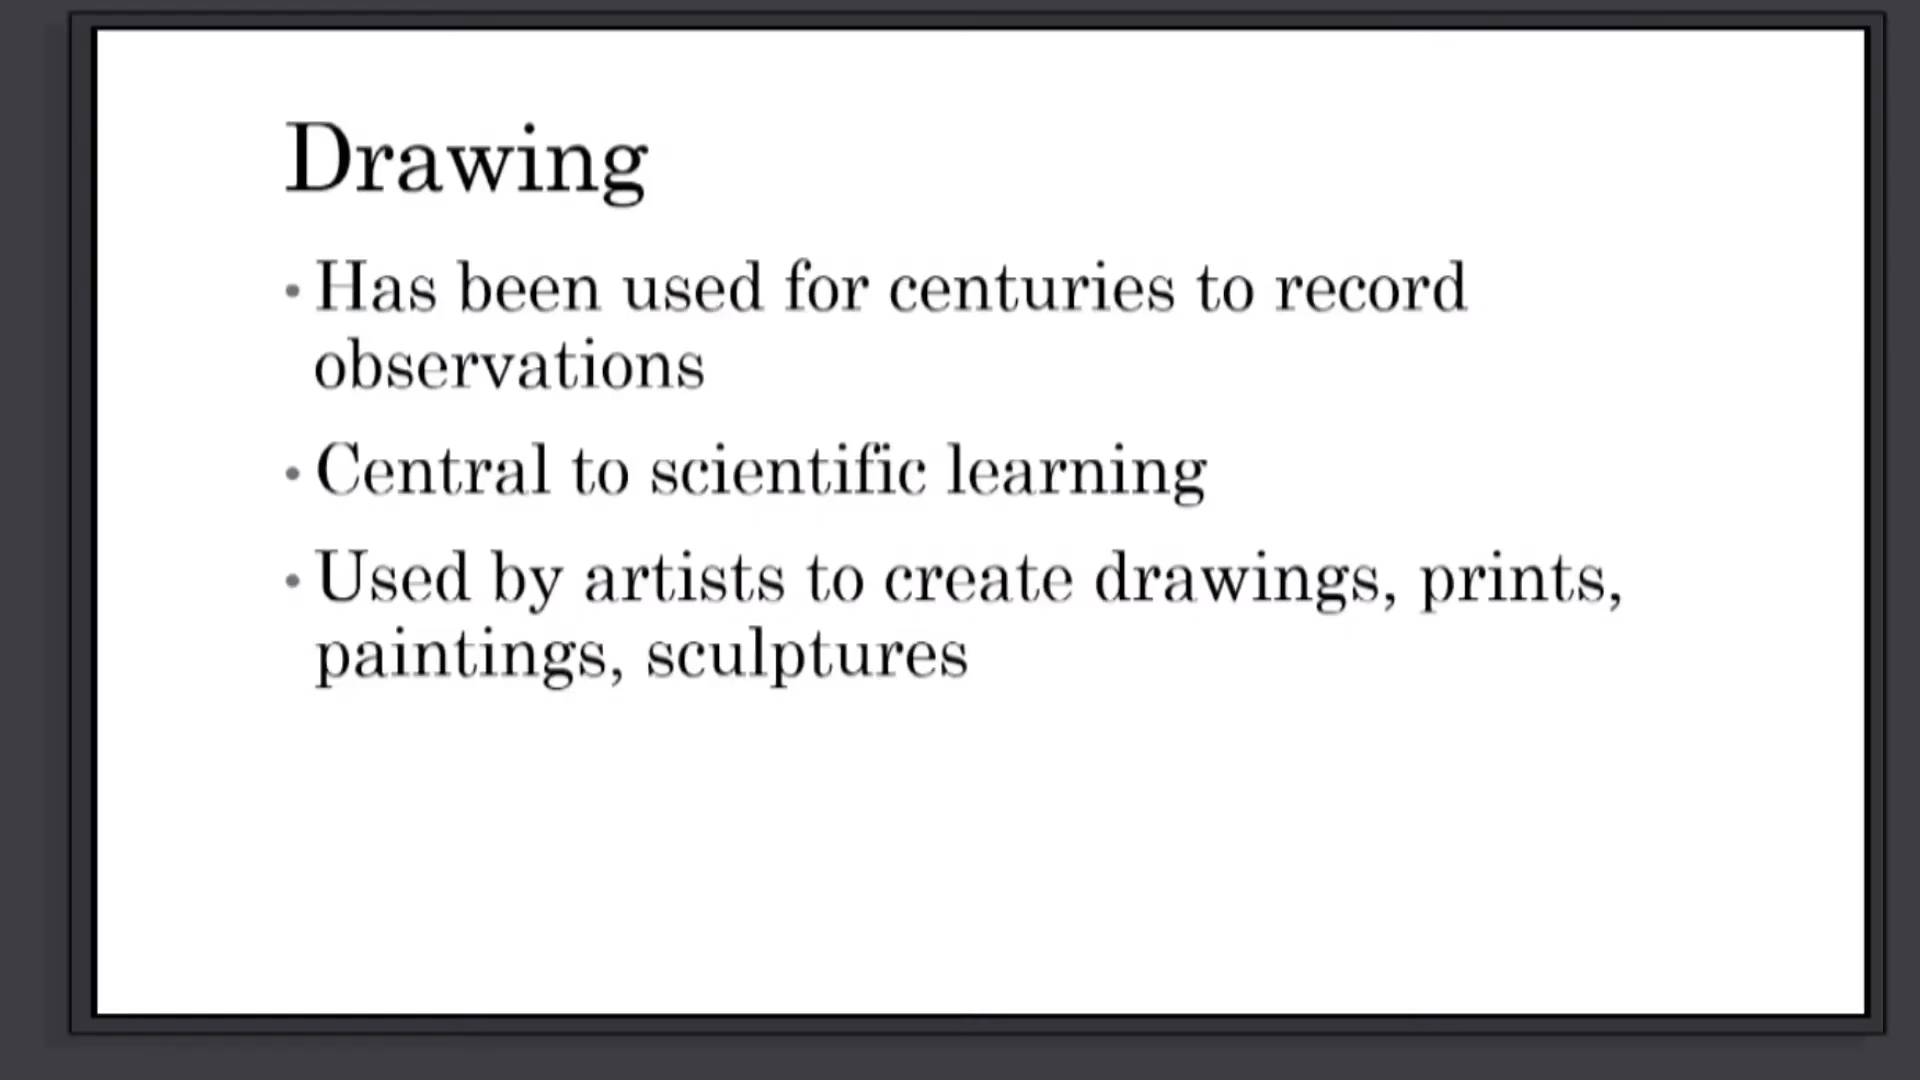 Drawing
• Has been used for centuries to record
observations
• Central to scientific learning
• Used by artists to create drawings, prints,
paintings, sculptures